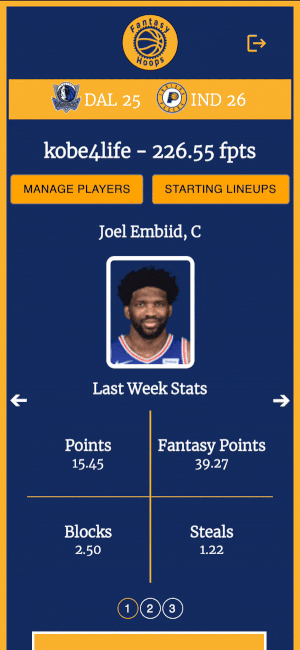 Fantasy
Hoops
DAL 25 IND 26
kobe4life - 226.55 fpts
MANAGE PLAYERS STARTING LINEUPS
Joel Embiid, C
Last Week Stats
Points Fantasy Points
15.45 39.27
Blocks Steals
2.50 1.22
1 2 3